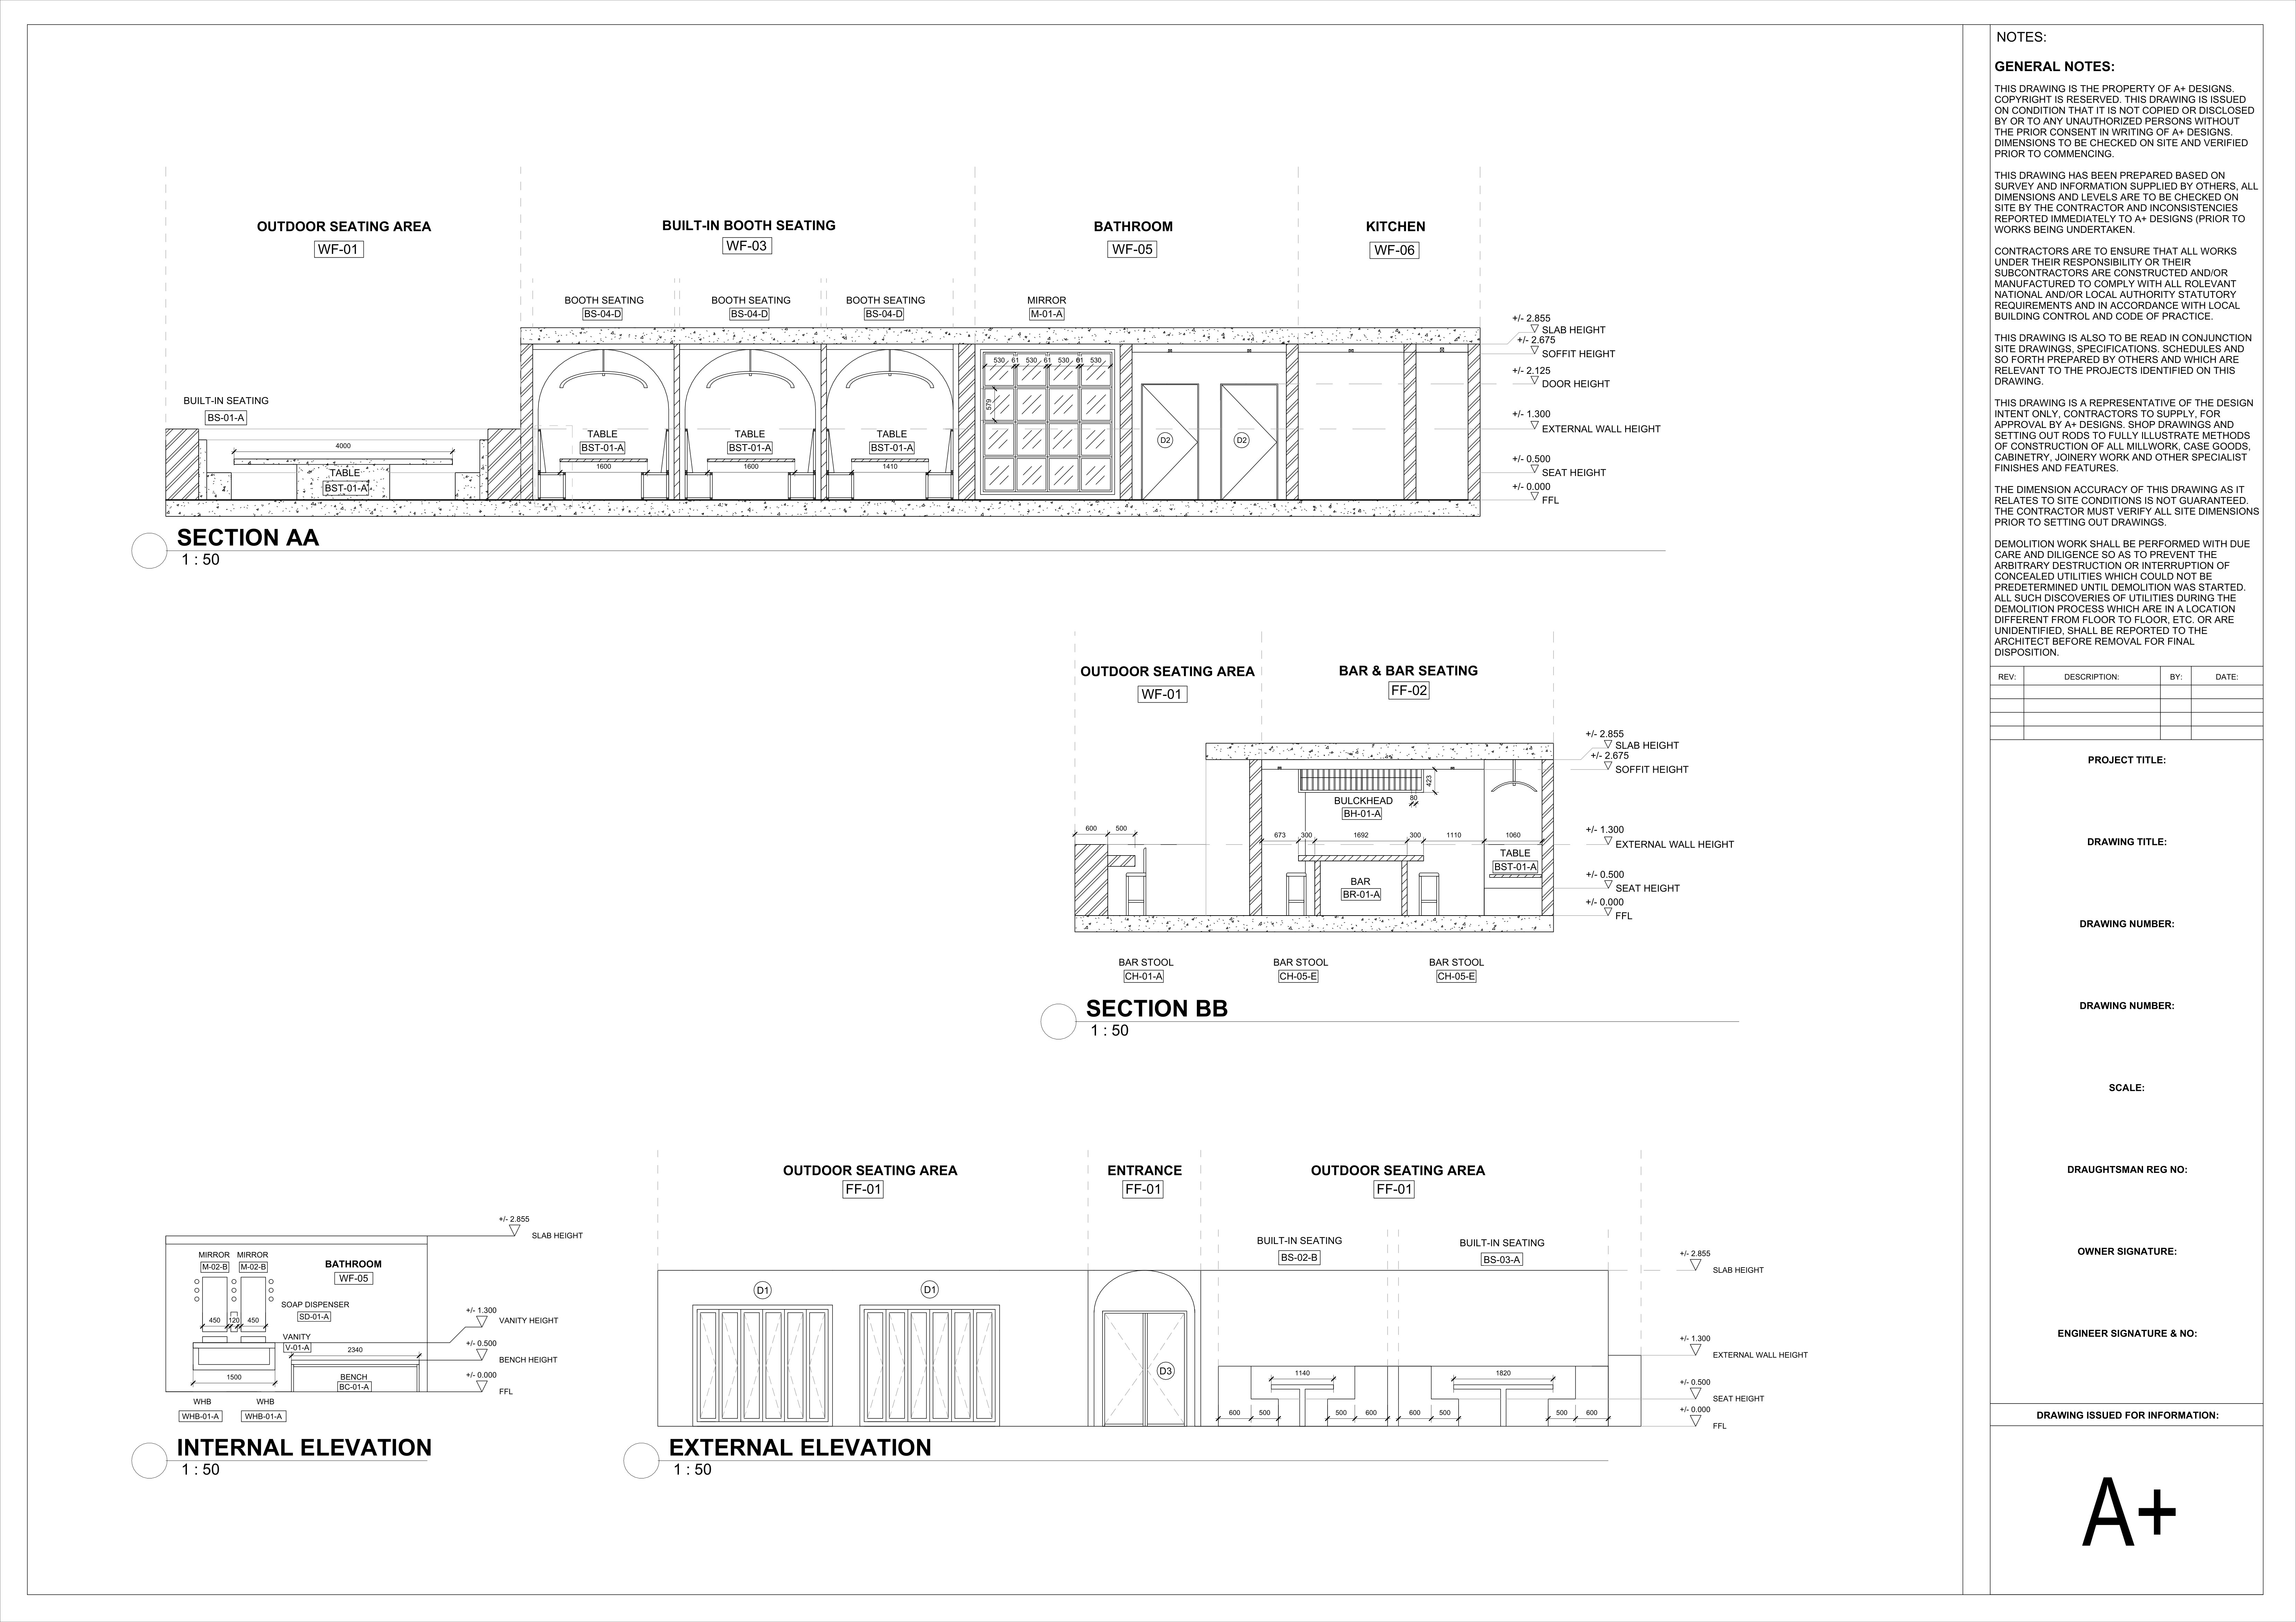 OUTDOOR SEATING AREA
WF-01
BUILT-IN BOOTH SEATING
WF-03
BATHROOM
WF-05
KITCHEN
WF-06
BOOTH SEATING
BS-04-D
BOOTH SEATING
BS-04-D
BOOTH SEATING
BS-04-D
MIRROR
M-01-A
BUILT-IN SEATING
BS-01-A
4000
TABLE
BST-01-A
TABLE
BST-01-A
1600
TABLE
BST-01-A
1600
TABLE
BST-01-A
1410
530 61 530 61 530 61 530
579
D2
D2
+/- 2.855
SLAB HEIGHT
+/- 2.675
SOFFIT HEIGHT
+/- 2.125
DOOR HEIGHT
+/- 1.300
EXTERNAL WALL HEIGHT
+/- 0.500
SEAT HEIGHT
+/- 0.000
FFL
SECTION AA
1 : 50
OUTDOOR SEATING AREA
WF-01
BAR & BAR SEATING
FF-02
600 500
BULCKHEAD
BH-01-A
423
80
673 300 1692 300 1110 1060
BAR
BR-01-A
TABLE
BST-01-A
+/- 2.855
SLAB HEIGHT
+/- 2.675
SOFFIT HEIGHT
+/- 1.300
EXTERNAL WALL HEIGHT
+/- 0.500
SEAT HEIGHT
+/- 0.000
FFL
BAR STOOL
CH-01-A
BAR STOOL
CH-05-E
BAR STOOL
CH-05-E
SECTION BB
1 : 50
MIRROR MIRROR
M-02-B M-02-B
BATHROOM
WF-05
SOAP DISPENSER
SD-01-A
450 120 450
VANITY
V-01-A
2340
1500
BENCH
BC-01-A
WHB WHB
WHB-01-A WHB-01-A
+/- 2.855
SLAB HEIGHT
+/- 1.300
VANITY HEIGHT
+/- 0.500
BENCH HEIGHT
+/- 0.000
FFL
INTERNAL ELEVATION
1 : 50
OUTDOOR SEATING AREA
FF-01
ENTRANCE
FF-01
OUTDOOR SEATING AREA
FF-01
BUILT-IN SEATING
BS-02-B
BUILT-IN SEATING
BS-03-A
D1
D1
D3
1140
1820
600 500 500 600 600 500 500 600
+/- 2.855
SLAB HEIGHT
+/- 1.300
EXTERNAL WALL HEIGHT
+/- 0.500
SEAT HEIGHT
+/- 0.000
FFL
EXTERNAL ELEVATION
1 : 50
NOTES:
GENERAL NOTES:
THIS DRAWING IS THE PROPERTY OF A+ DESIGNS.
COPYRIGHT IS RESERVED. THIS DRAWING IS ISSUED
ON CONDITION THAT IT IS NOT COPIED OR DISCLOSED
BY OR TO ANY UNAUTHORIZED PERSONS WITHOUT
THE PRIOR CONSENT IN WRITING OF A+ DESIGNS.
DIMENSIONS TO BE CHECKED ON SITE AND VERIFIED
PRIOR TO COMMENCING.
THIS DRAWING HAS BEEN PREPARED BASED ON
SURVEY AND INFORMATION SUPPLIED BY OTHERS, ALL
DIMENSIONS AND LEVELS ARE TO BE CHECKED ON
SITE BY THE CONTRACTOR AND INCONSISTENCIES
REPORTED IMMEDIATELY TO A+ DESIGNS (PRIOR TO
WORKS BEING UNDERTAKEN.
CONTRACTORS ARE TO ENSURE THAT ALL WORKS
UNDER THEIR RESPONSIBILITY OR THEIR
SUBCONTRACTORS ARE CONSTRUCTED AND/OR
MANUFACTURED TO COMPLY WITH ALL ROLEVANT
NATIONAL AND/OR LOCAL AUTHORITY STATUTORY
REQUIREMENTS AND IN ACCORDANCE WITH LOCAL
BUILDING CONTROL AND CODE OF PRACTICE.
THIS DRAWING IS ALSO TO BE READ IN CONJUNCTION
SITE DRAWINGS, SPECIFICATIONS. SCHEDULES AND
SO FORTH PREPARED BY OTHERS AND WHICH ARE
RELEVANT TO THE PROJECTS IDENTIFIED ON THIS
DRAWING.
THIS DRAWING IS A REPRESENTATIVE OF THE DESIGN
INTENT ONLY, CONTRACTORS TO SUPPLY, FOR
APPROVAL BY A+ DESIGNS. SHOP DRAWINGS AND
SETTING OUT RODS TO FULLY ILLUSTRATE METHODS
OF CONSTRUCTION OF ALL MILLWORK, CASE GOODS,
CABINETRY, JOINERY WORK AND OTHER SPECIALIST
FINISHES AND FEATURES.
THE DIMENSION ACCURACY OF THIS DRAWING AS IT
RELATES TO SITE CONDITIONS IS NOT GUARANTEED.
THE CONTRACTOR MUST VERIFY ALL SITE DIMENSIONS
PRIOR TO SETTING OUT DRAWINGS.
DEMOLITION WORK SHALL BE PERFORMED WITH DUE
CARE AND DILIGENCE SO AS TO PREVENT THE
ARBITRARY DESTRUCTION OR INTERRUPTION OF
CONCEALED UTILITIES WHICH COULD NOT BE
PREDETERMINED UNTIL DEMOLITION WAS STARTED.
ALL SUCH DISCOVERIES OF UTILITIES DURING THE
DEMOLITION PROCESS WHICH ARE IN A LOCATION
DIFFERENT FROM FLOOR TO FLOOR, ETC. OR ARE
UNIDENTIFIED, SHALL BE REPORTED TO THE
ARCHITECT BEFORE REMOVAL FOR FINAL
DISPOSITION.
REV: DESCRIPTION: BY: DATE:
PROJECT TITLE:
DRAWING TITLE:
DRAWING NUMBER:
DRAWING NUMBER:
SCALE:
DRAUGHTSMAN REG NO:
OWNER SIGNATURE:
ENGINEER SIGNATURE & NO:
DRAWING ISSUED FOR INFORMATION:
A+